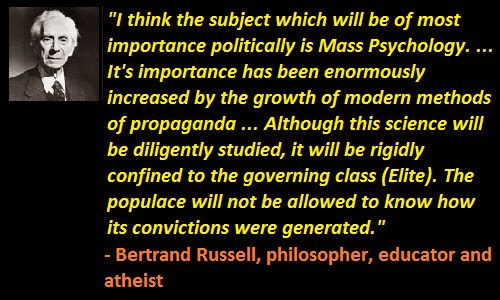 "I think the subject which will be of most
importance politically is Mass Psychology. ...
It's importance has been enormously
increased by the growth of modern methods
of propaganda ... Although this science will
be diligently studied, it will be rigidly
confined to the governing class (Elite). The
populace will not be allowed to know how
its convictions were generated."
- Bertrand Russell, philosopher, educator and
atheist